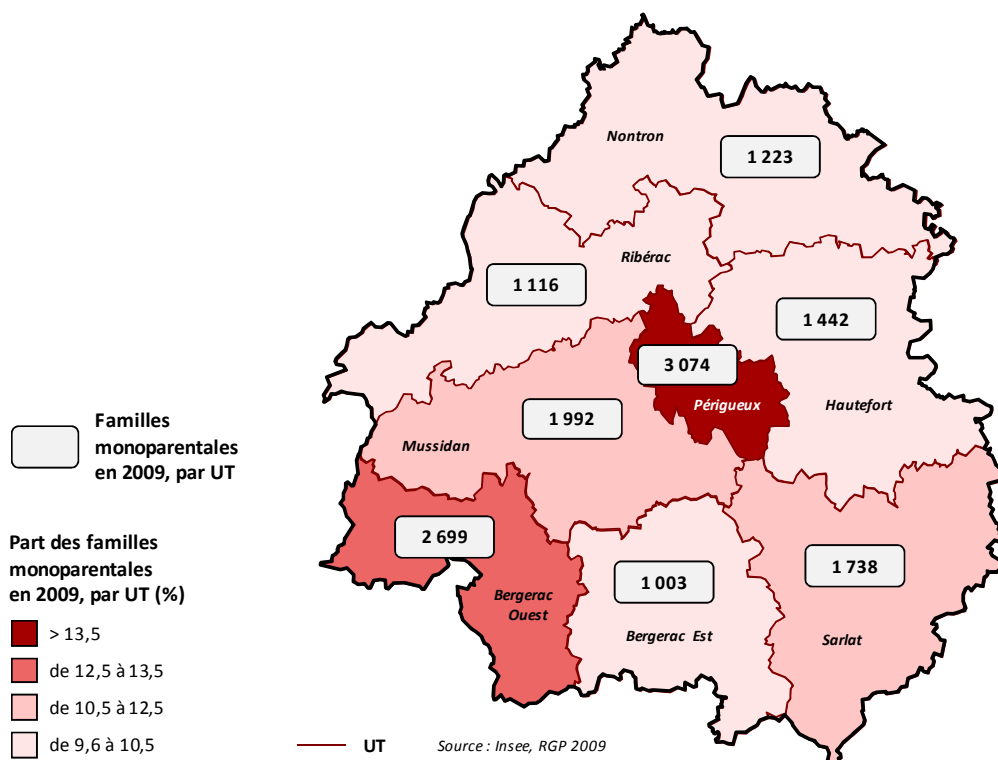 Nontron
1 223
Ribérac
1 116
1 442
3 074
Périgueux
Hautefort
1 992
Mussidan
Familles
monoparentales
en 2009, par UT
2 699
1 738
1 003
Bergerac
Ouest
Bergerac Est
Sarlat
Part des familles
monoparentales
en 2009, par UT (%)
> 13,5
de 12,5 à 13,5
de 10,5 à 12,5
de 9,6 à 10,5
UT
Source : Insee, RGP 2009